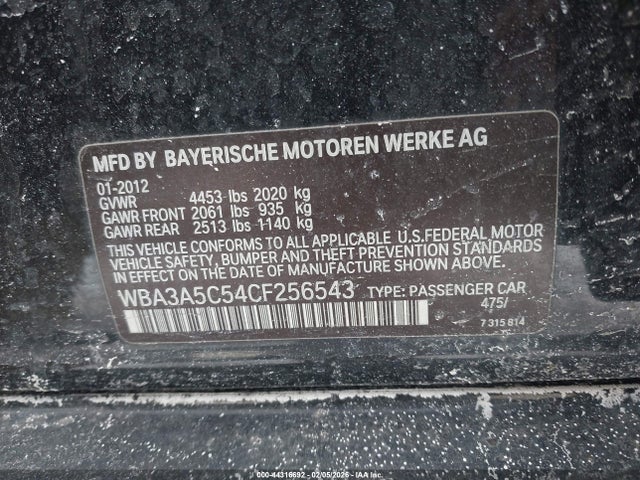 MFD BY BAYERISCHE MOTOREN WERKE AG
01-2012
GVWR 4453 lbs 2020 kg
GAWR FRONT 2061 lbs 935 kg
GAWR REAR 2513 lbs 1140 kg
THIS VEHICLE CONFORMS TO ALL APPLICABLE U.S.FEDERAL MOTOR
VEHICLE SAFETY, BUMPER AND THEFT PREVENTION STANDARDS
IN EFFECT ON THE DATE OF MANUFACTURE SHOWN ABOVE.
WBA3A5C54CF256543 TYPE: PASSENGER CAR
475/
7 315 814
000-44316692 - 02/05/2026 - Copart